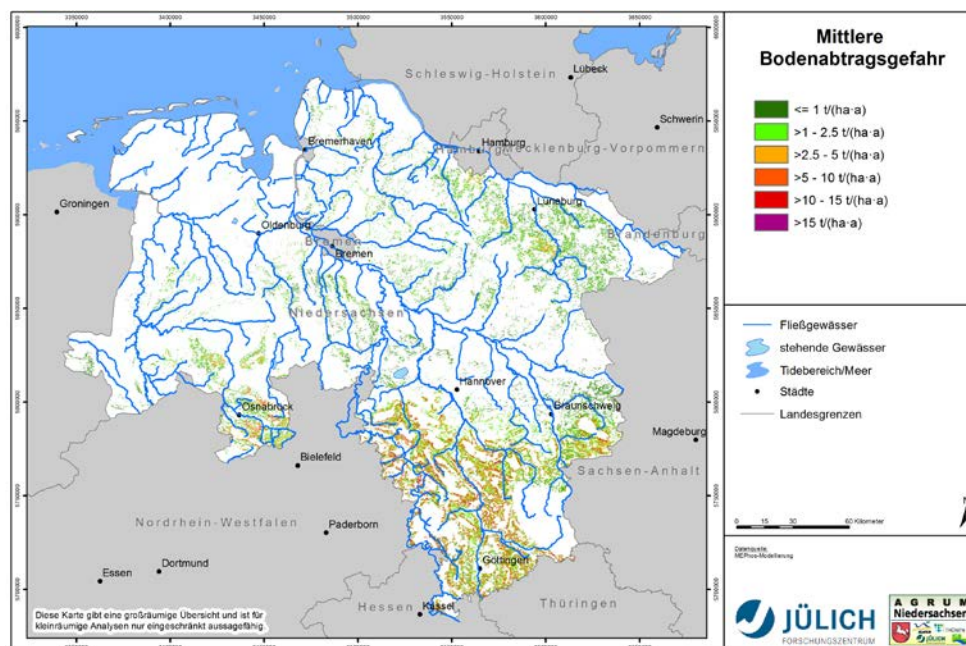 Mittlere
Bodenabtragsgefahr
<= 1 t/(ha·a)
>1 - 2.5 t/(ha·a)
>2.5 - 5 t/(ha·a)
>5 - 10 t/(ha·a)
>10 - 15 t/(ha·a)
>15 t/(ha·a)
Fließgewässer
stehende Gewässer
Tidebereich/Meer
Städte
Landesgrenzen
0 15 30 60 Kilometer
Datenquelle:
JÜLICH
FORSCHUNGSZENTRUM
AGRUM
Niedersachsen
Schleswig-Holstein
Lübeck
Schwerin
Bremerhaven
Hamburg
Hamburg
Mecklenburg-Vorpommern
Groningen
Lüneburg
Oldenburg
Brandenburg
Bremen
Bremen
Niedersachsen
Hannover
Osnabrück
Braunschweig
Magdeburg
Bielefeld
Sachsen-Anhalt
Nordrhein-Westfalen
Paderborn
Essen
Dortmund
Göttingen
Hessen
Kassel
Thüringen
Diese Karte gibt eine großräumige Übersicht und ist für
kleinräumige Analysen nur eingeschränkt aussagefähig.